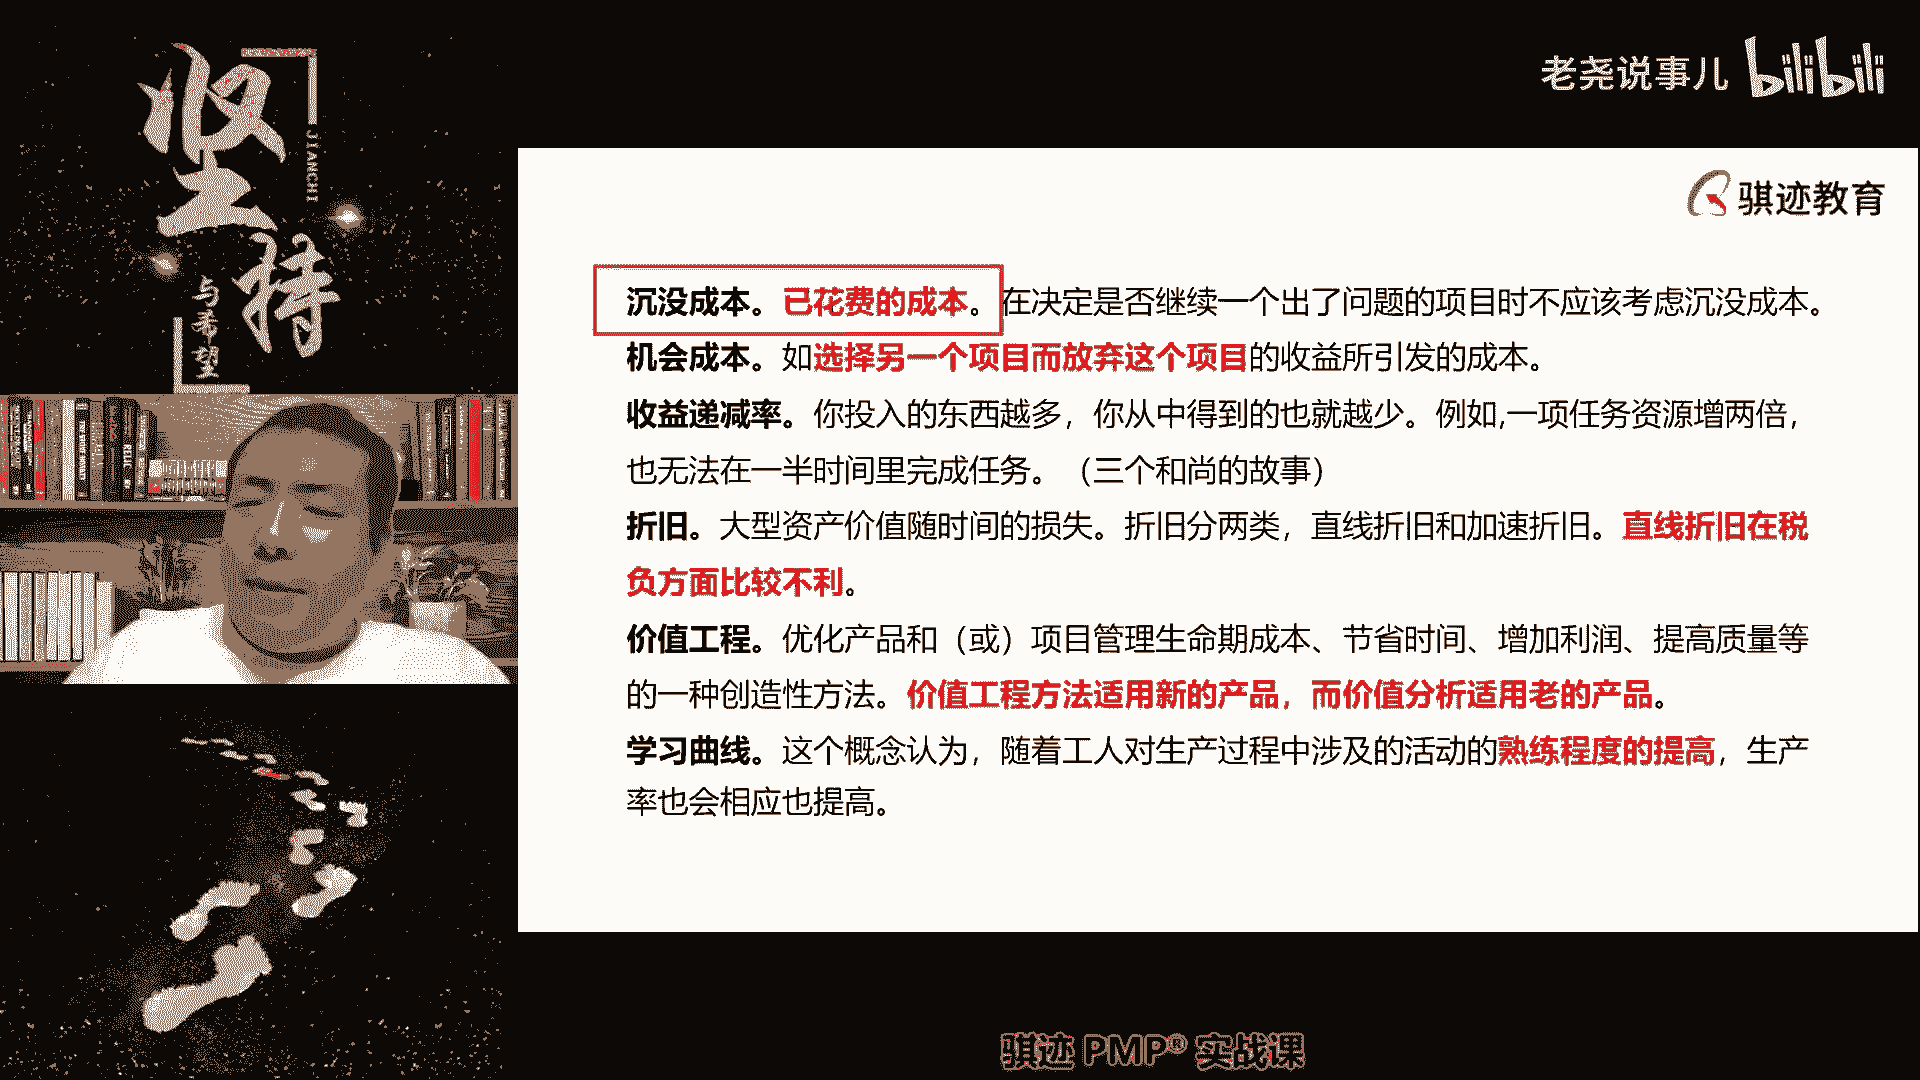 坚持
JIANCHI
与希望
老尧说事儿 bilibili
骐迹教育
沉没成本。已花费的成本。在决定是否继续一个出了问题的项目时不应该考虑沉没成本。
机会成本。如选择另一个项目而放弃这个项目的收益所引发的成本。
收益递减率。你投入的东西越多，你从中得到的也就越少。例如,一项任务资源增两倍，
也无法在一半时间里完成任务。（三个和尚的故事）
折旧。大型资产价值随时间的损失。折旧分两类，直线折旧和加速折旧。直线折旧在税
负方面比较不利。
价值工程。优化产品和（或）项目管理生命期成本、节省时间、增加利润、提高质量等
的一种创造性方法。价值工程方法适用新的产品，而价值分析适用老的产品。
学习曲线。这个概念认为，随着工人对生产过程中涉及的活动的熟练程度的提高，生产
率也会相应也提高。
骐迹 PMP® 实战课